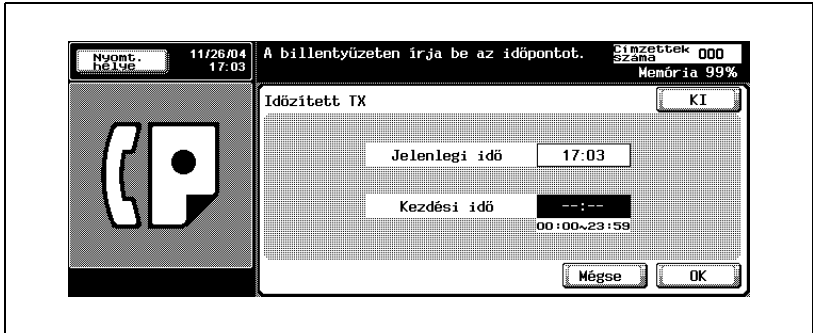 Nyomt. helye
11/26/04
17:03
A billentyűzeten írja be az időpontot.
Címzettek száma 000
Memória 99%
Időzített TX
KI
Jelenlegi idő 17:03
Kezdési idő --:--
00:00~23:59
Mégse OK